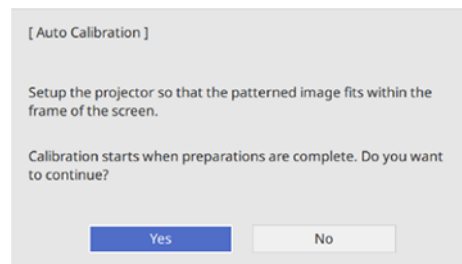 [ Auto Calibration ]
Setup the projector so that the patterned image fits within the
frame of the screen.
Calibration starts when preparations are complete. Do you want
to continue?
Yes
No